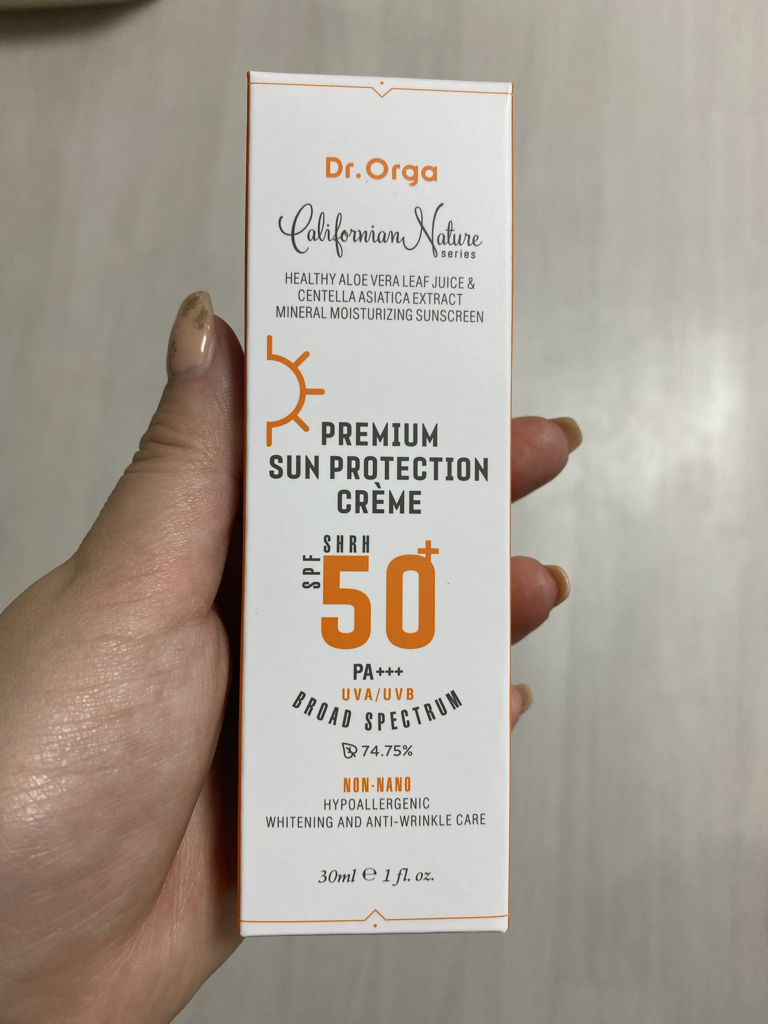 Dr.Orga
Californian Nature
series
HEALTHY ALOE VERA LEAF JUICE &
CENTELLA ASIATICA EXTRACT
MINERAL MOISTURIZING SUNSCREEN
PREMIUM
SUN PROTECTION
CRÈME
SPF SHRH
50+
PA+++
UVA/UVB
BROAD SPECTRUM
74.75%
NON-NANO
HYPOALLERGENIC
WHITENING AND ANTI-WRINKLE CARE
30ml ℮ 1 fl. oz.